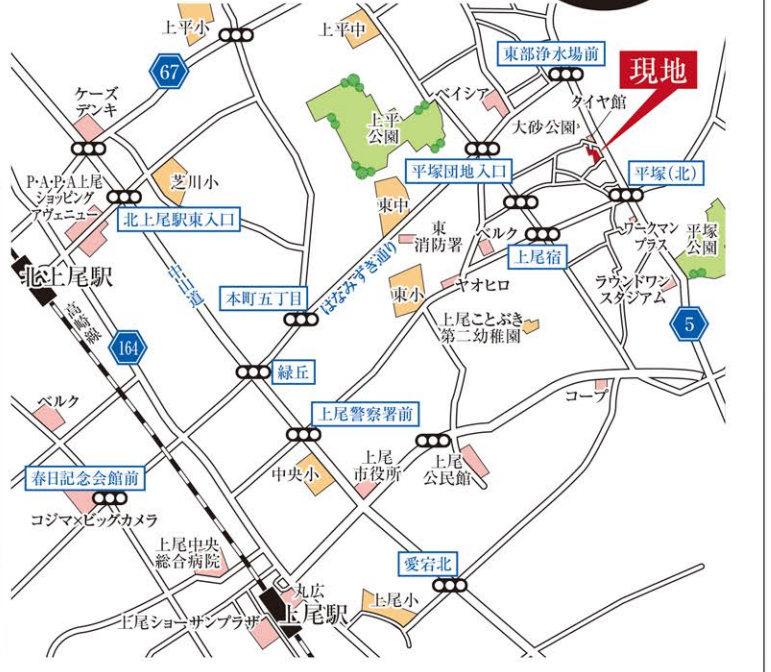 上平小
上平中
東部浄水場前
67
現地
ケーズ
デンキ
ベイシア
タイヤ館
大砂公園
上平
公園
平塚団地入口
平塚(北)
P・A・P・A上尾
ショッピング
アヴェニュー
芝川小
北上尾駅東入口
東中
東
消防署
ベルク
上尾宿
ワークマン
プラス
平塚
公園
北上尾駅
中山道
はなみずき通り
本町五丁目
ヤオヒロ
ラウンドワン
スタジアム
東小
高崎線
164
上尾ことぶき
第二幼稚園
5
緑丘
ベルク
コープ
上尾警察署前
春日記念会館前
中央小
上尾
市役所
上尾
公民館
コジマ×ビックカメラ
上尾中央
総合病院
愛宕北
丸広
上尾駅
上尾小
上尾ショーサンプラザ